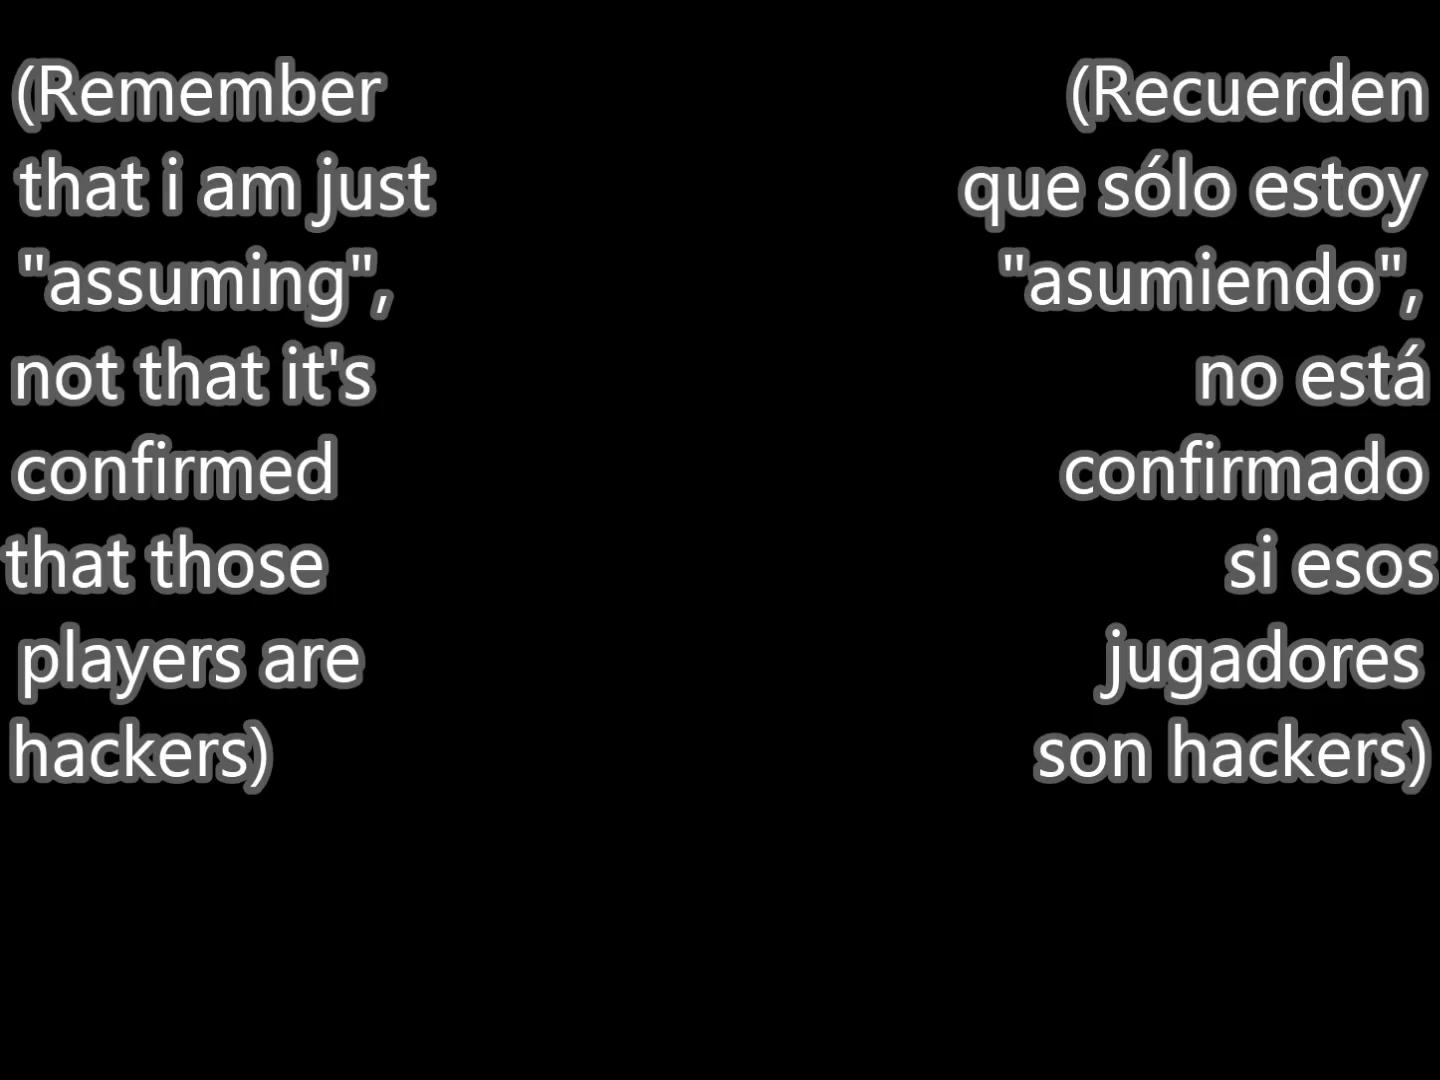 (Remember
that i am just
"assuming",
not that it's
confirmed
that those
players are
hackers)
(Recuerden
que sólo estoy
"asumiendo",
no está
confirmado
si esos
jugadores
son hackers)